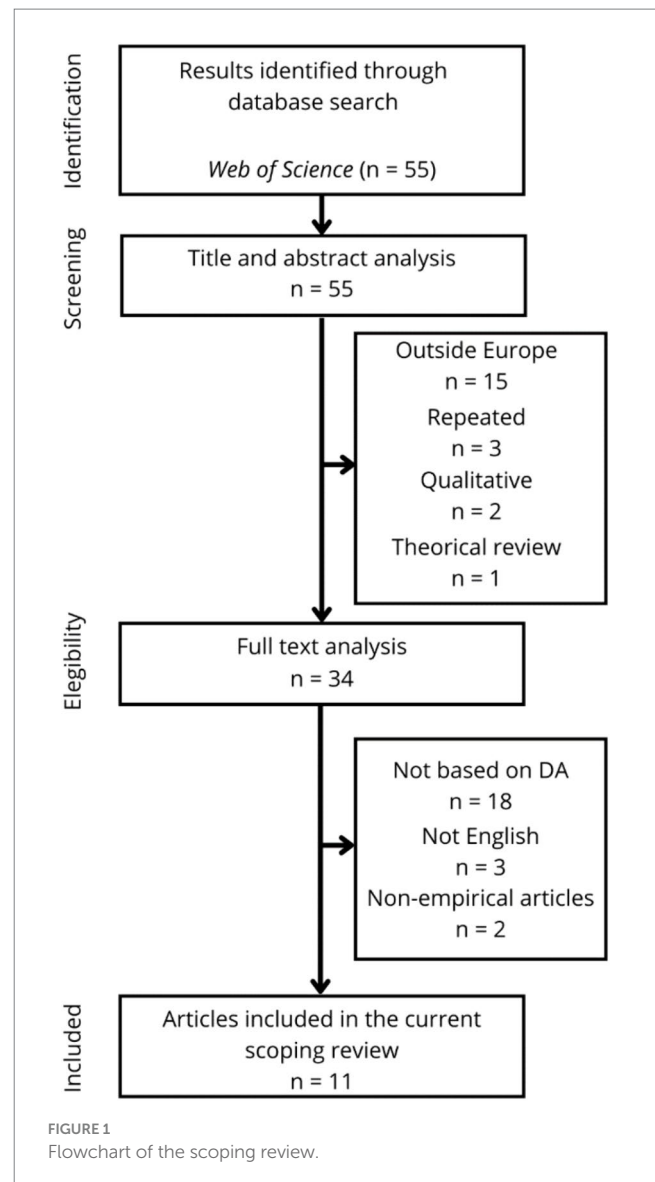 Identification
Results identified through
database search
Web of Science (n = 55)
Screening
Title and abstract analysis
n = 55
Outside Europe
n = 15
Repeated
n = 3
Qualitative
n = 2
Theorical review
n = 1
Elegibility
Full text analysis
n = 34
Not based on DA
n = 18
Not English
n = 3
Non-empirical articles
n = 2
Included
Articles included in the current
scoping review
n = 11
FIGURE 1
Flowchart of the scoping review.